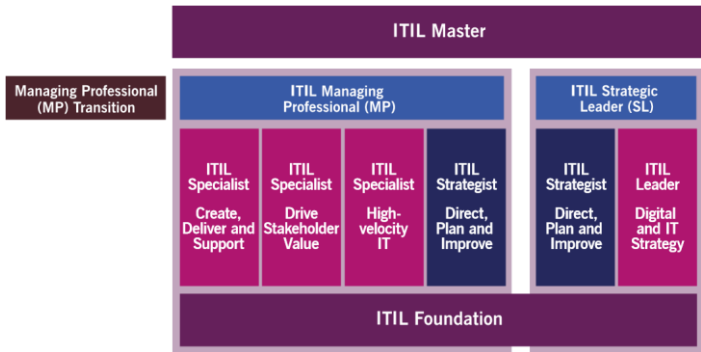 ITIL Master
Managing Professional
(MP) Transition
ITIL Managing
Professional (MP)
ITIL Strategic
Leader (SL)
ITIL
Specialist
Create,
Deliver and
Support
ITIL
Specialist
Drive
Stakeholder
Value
ITIL
Specialist
High-
velocity
IT
ITIL
Strategist
Direct,
Plan and
Improve
ITIL
Strategist
Direct,
Plan and
Improve
ITIL
Leader
Digital
and IT
Strategy
ITIL Foundation